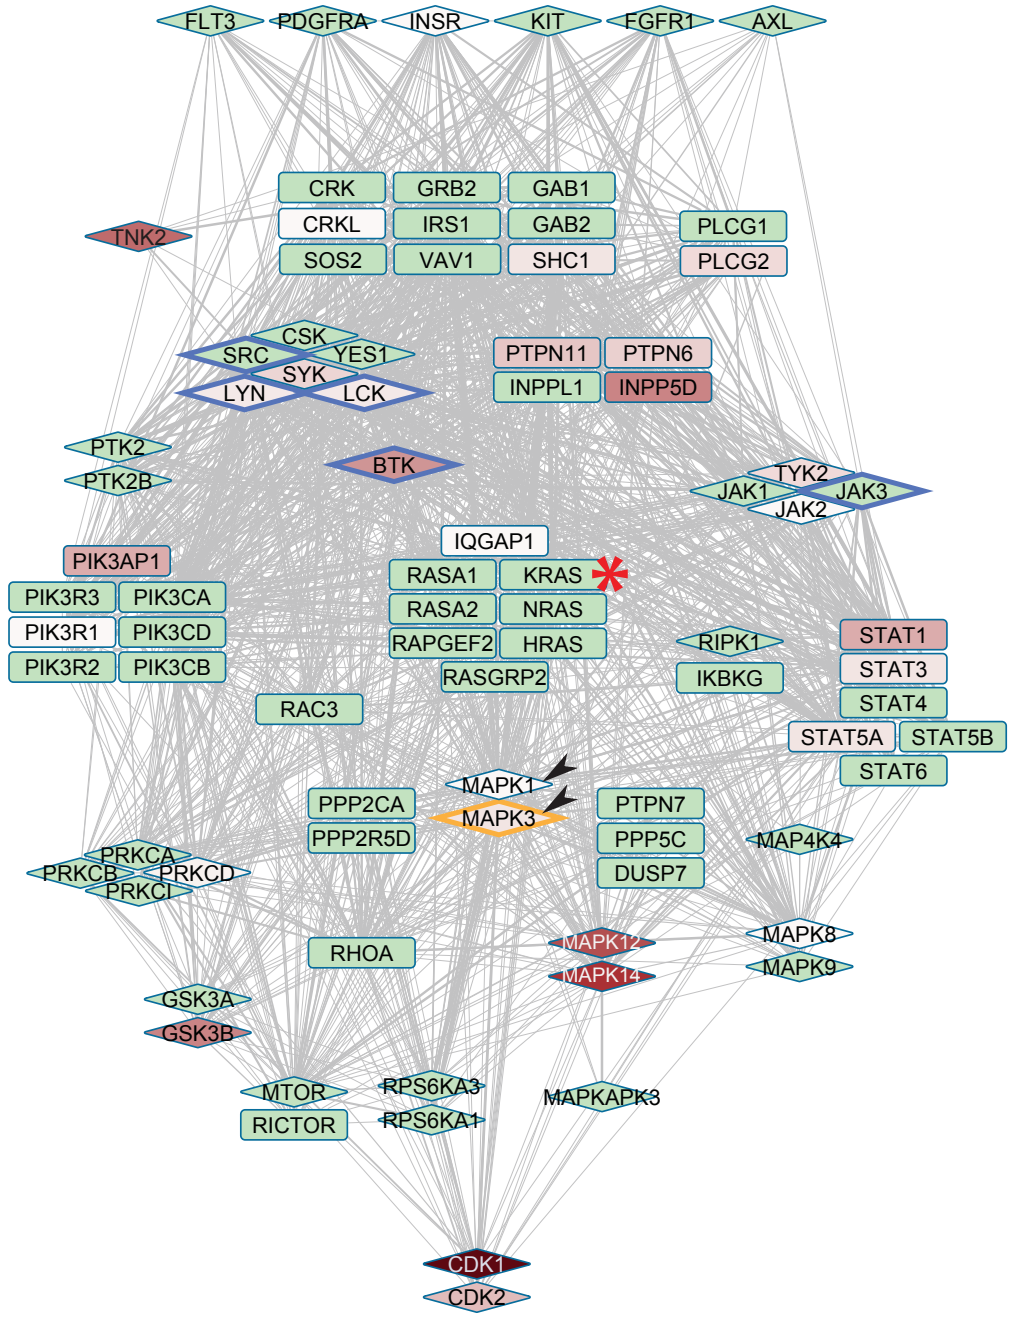 FLT3 PDGFRA INSR KIT FGFR1 AXL
CRK GRB2 GAB1
CRKL IRS1 GAB2 PLCG1
TNK2
SOS2 VAV1 SHC1 PLCG2
CSK
SRC YES1 PTPN11 PTPN6
SYK
LYN LCK INPPL1 INPP5D
PTK2
BTK
PTK2B
TYK2
JAK1 JAK3
JAK2
IQGAP1
PIK3AP1
RASA1 KRAS
PIK3R3 PIK3CA
RASA2 NRAS
PIK3R1 PIK3CD
RAPGEF2 HRAS RIPK1 STAT1
PIK3R2 PIK3CB
RASGRP2 IKBKG STAT3
RAC3 STAT4
STAT5A STAT5B
STAT6
MAPK1
PPP2CA PTPN7
MAPK3
PPP2R5D PPP5C MAP4K4
PRKCA
PRKCB PRKCD DUSP7
PRKCI
MAPK8
MAPK12
RHOA
MAPK9
MAPK14
GSK3A
GSK3B
MTOR RPS6KA3
MAPKAPK3
RICTOR RPS6KA1
CDK1
CDK2